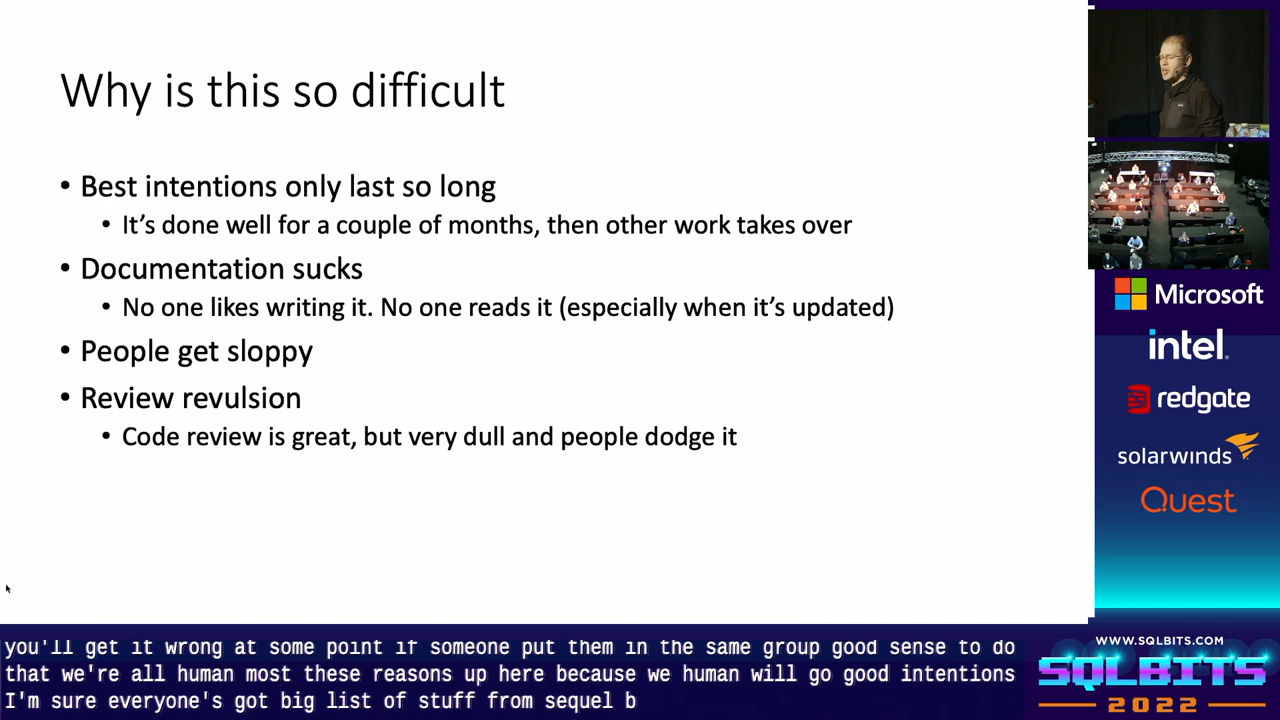 Why is this so difficult
• Best intentions only last so long
• It's done well for a couple of months, then other work takes over
• Documentation sucks
• No one likes writing it. No one reads it (especially when it's updated)
• People get sloppy
• Review revulsion
• Code review is great, but very dull and people dodge it
Microsoft
intel.
redgate
solarwinds
Quest
you'll get it wrong at some point if someone put them in the same group good sense to do
that we're all human most these reasons up here because we human will go good intentions
I'm sure everyone's got big list of stuff from sequel b
WWW.SQLBITS.COM
SQLBITS
2022